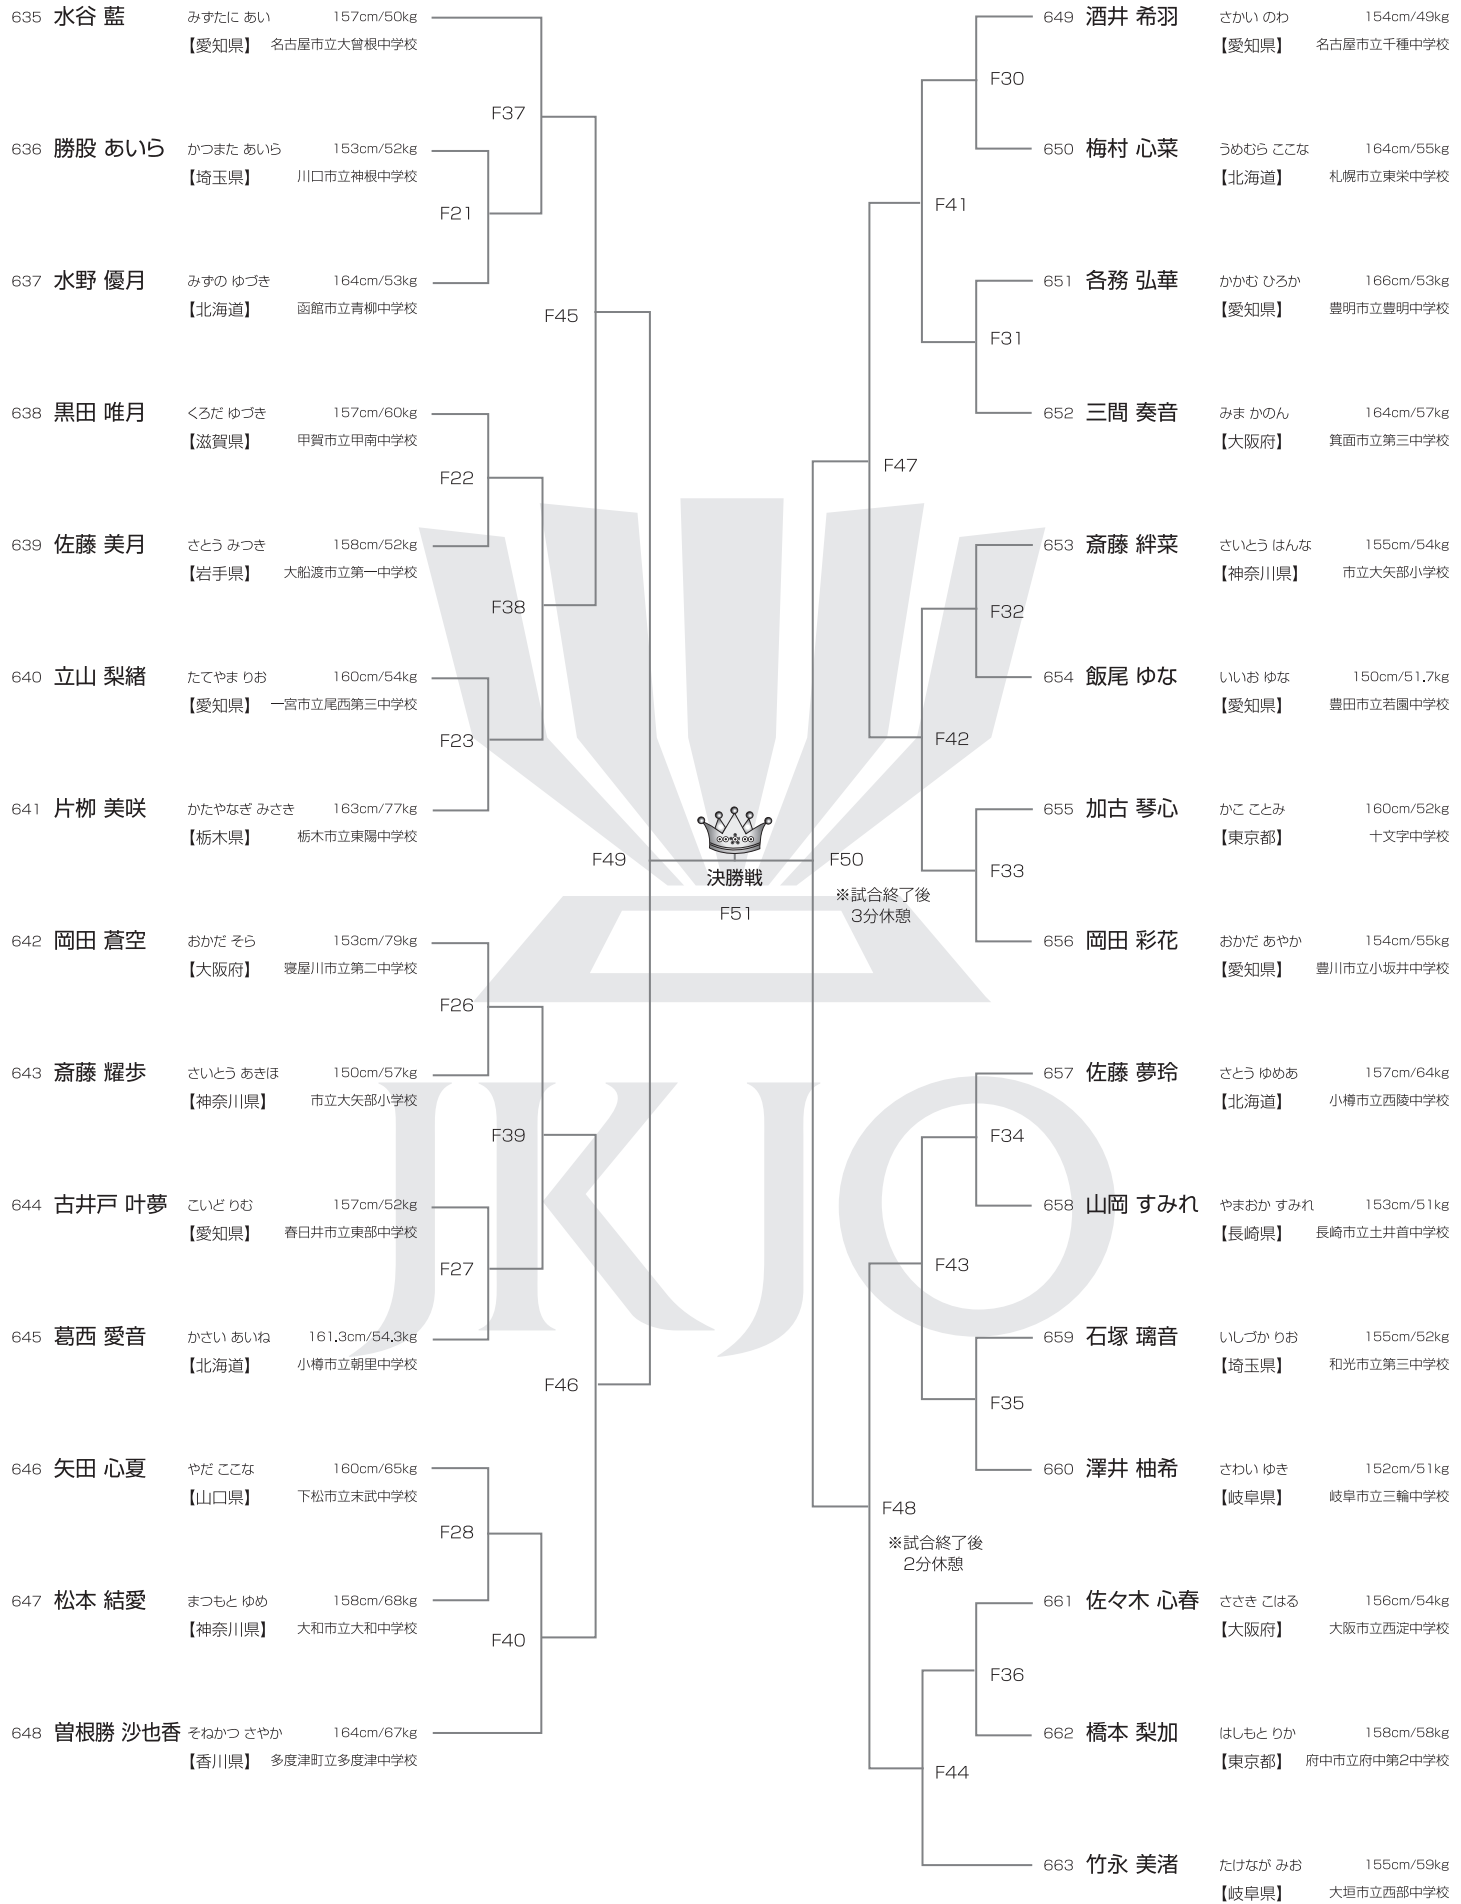 635 水谷 藍 みずたに あい 157cm/50kg
【愛知県】 名古屋市立大曾根中学校
F37
636 勝股 あいら かつまた あいら 153cm/52kg
【埼玉県】 川口市立神根中学校
F21
637 水野 優月 みずの ゆづき 164cm/53kg
【北海道】 函館市立青柳中学校
F45
638 黒田 唯月 くろだ ゆづき 157cm/60kg
【滋賀県】 甲賀市立甲南中学校
F22
639 佐藤 美月 さとう みつき 158cm/52kg
【岩手県】 大船渡市立第一中学校
F38
640 立山 梨緒 たてやま りお 160cm/54kg
【愛知県】 一宮市立尾西第三中学校
F23
641 片栁 美咲 かたやなぎ みさき 163cm/77kg
【栃木県】 栃木市立東陽中学校
F49
642 岡田 蒼空 おかだ そら 153cm/79kg
【大阪府】 寝屋川市立第二中学校
F26
643 斎藤 耀歩 さいとう あきほ 150cm/57kg
【神奈川県】 市立大矢部小学校
F39
644 古井戸 叶夢 こいど りむ 157cm/52kg
【愛知県】 春日井市立東部中学校
F27
645 葛西 愛音 かさい あいね 161.3cm/54.3kg
【北海道】 小樽市立朝里中学校
F46
646 矢田 心夏 やだ ここな 160cm/65kg
【山口県】 下松市立末武中学校
F28
647 松本 結愛 まつもと ゆめ 158cm/68kg
【神奈川県】 大和市立大和中学校
F40
648 曽根勝 沙也香 そねかつ さやか 164cm/67kg
【香川県】 多度津町立多度津中学校
決勝戦
F51
JKJO
649 酒井 希羽 さかい のわ 154cm/49kg
【愛知県】 名古屋市立千種中学校
F30
650 梅村 心菜 うめむら ここな 164cm/55kg
【北海道】 札幌市立東栄中学校
F41
651 各務 弘華 かかむ ひろか 166cm/53kg
【愛知県】 豊明市立豊明中学校
F31
652 三間 奏音 みま かのん 164cm/57kg
【大阪府】 箕面市立第三中学校
F47
653 斎藤 絆菜 さいとう はんな 155cm/54kg
【神奈川県】 市立大矢部小学校
F32
654 飯尾 ゆな いいお ゆな 150cm/51.7kg
【愛知県】 豊田市立若園中学校
F42
655 加古 琴心 かこ ことみ 160cm/52kg
【東京都】 十文字中学校
F50
F33
※試合終了後
3分休憩
656 岡田 彩花 おかだ あやか 154cm/55kg
【愛知県】 豊川市立小坂井中学校
657 佐藤 夢玲 さとう ゆめあ 157cm/64kg
【北海道】 小樽市立西陵中学校
F34
658 山岡 すみれ やまおか すみれ 153cm/51kg
【長崎県】 長崎市立土井首中学校
F43
659 石塚 璃音 いしづか りお 155cm/52kg
【埼玉県】 和光市立第三中学校
F35
660 澤井 柚希 さわい ゆき 152cm/51kg
【岐阜県】 岐阜市立三輪中学校
F48
※試合終了後
2分休憩
661 佐々木 心春 ささき こはる 156cm/54kg
【大阪府】 大阪市立西淀中学校
F36
662 橋本 梨加 はしもと りか 158cm/58kg
【東京都】 府中市立府中第2中学校
F44
663 竹永 美渚 たけなが みお 155cm/59kg
【岐阜県】 大垣市立西部中学校